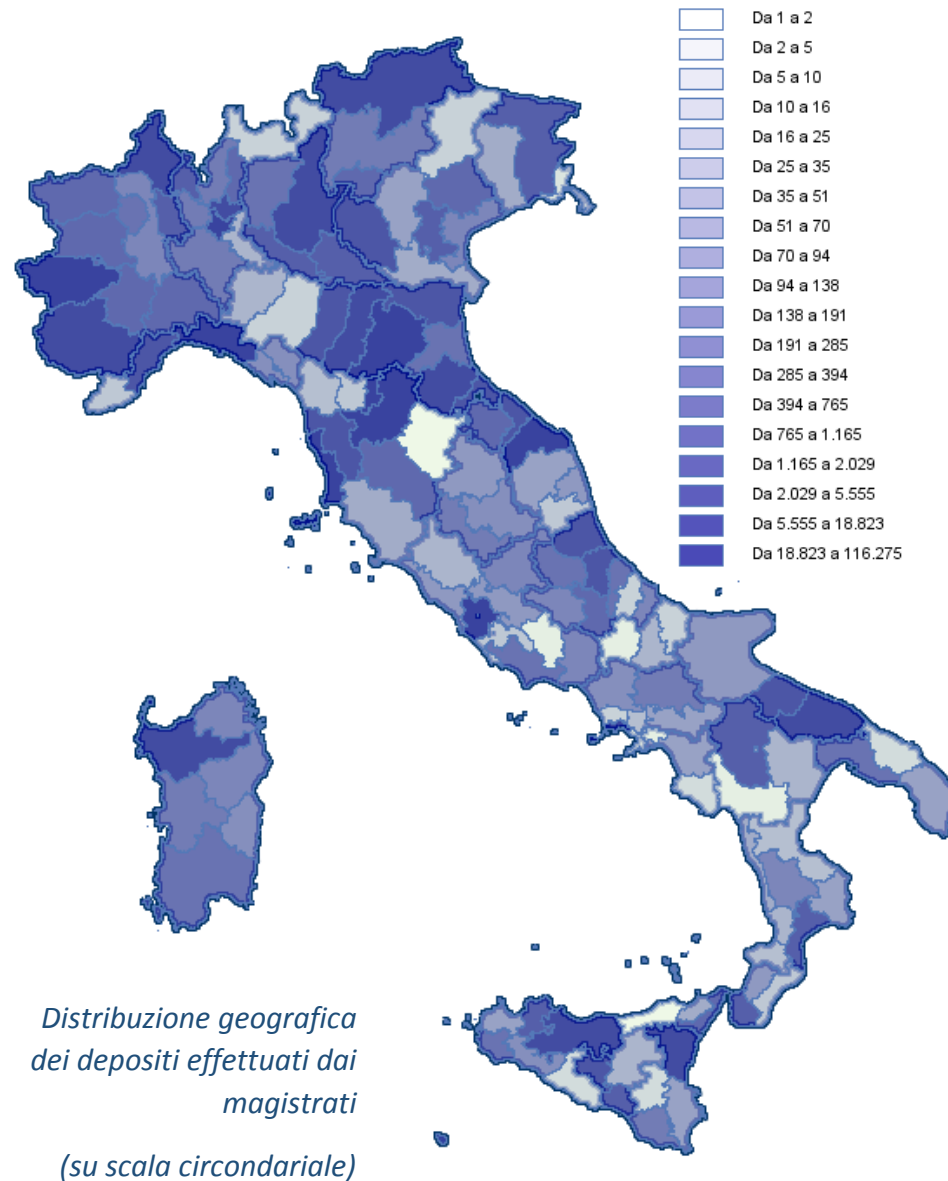 Da 1 a 2
Da 2 a 5
Da 5 a 10
Da 10 a 16
Da 16 a 25
Da 25 a 35
Da 35 a 51
Da 51 a 70
Da 70 a 94
Da 94 a 138
Da 138 a 191
Da 191 a 285
Da 285 a 394
Da 394 a 765
Da 765 a 1.165
Da 1.165 a 2.029
Da 2.029 a 5.555
Da 5.555 a 18.823
Da 18.823 a 116.275
Distribuzione geografica
dei depositi effettuati dai
magistrati
(su scala circondariale)